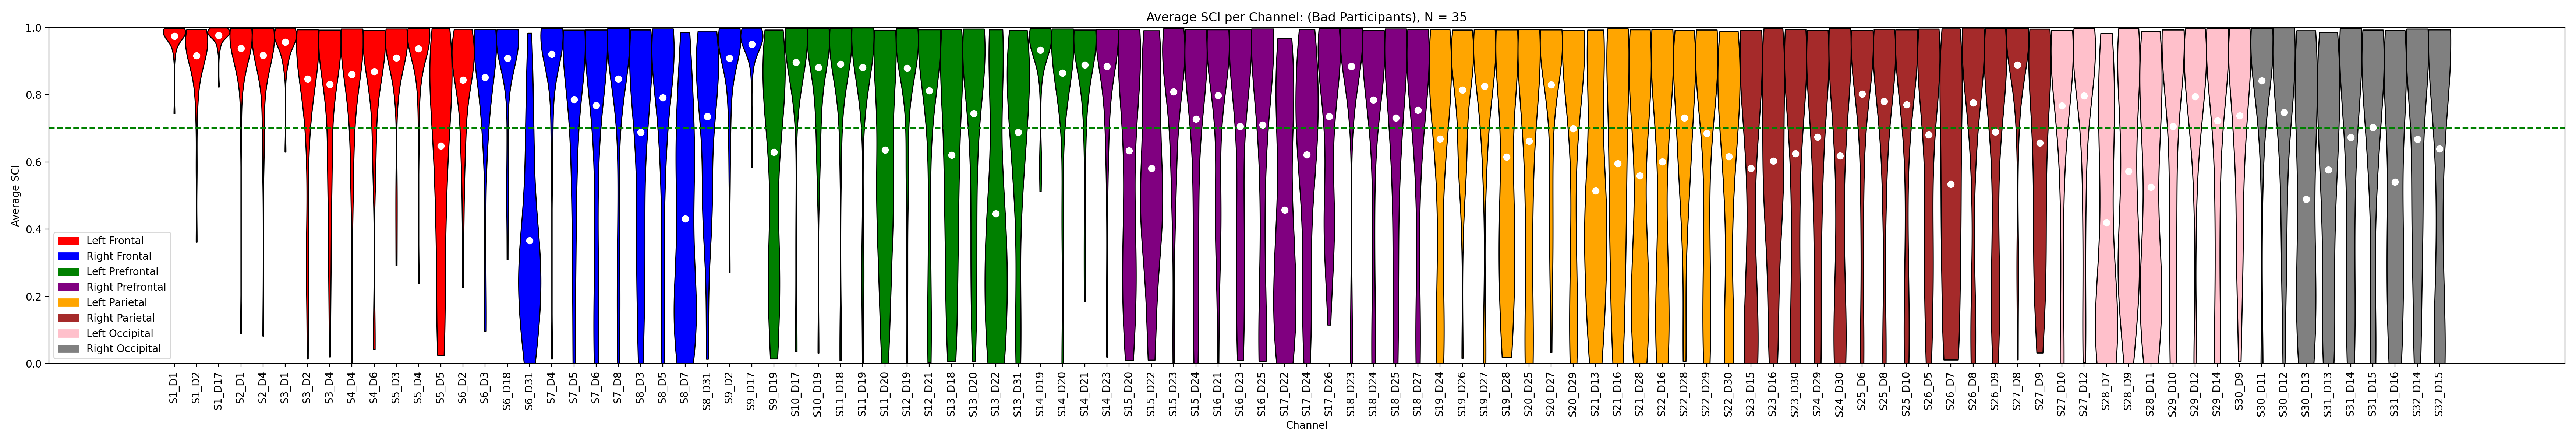 Average SCI per Channel: (Bad Participants), N = 35
Average SCI
1.0
0.8
0.6
0.4
0.2
0.0
Left Frontal
Right Frontal
Left Prefrontal
Right Prefrontal
Left Parietal
Right Parietal
Left Occipital
Right Occipital
S1_D1
S1_D2
S1_D17
S2_D1
S2_D4
S3_D1
S3_D2
S3_D4
S4_D4
S4_D6
S5_D3
S5_D4
S5_D5
S6_D2
S6_D3
S6_D18
S6_D31
S7_D4
S7_D5
S7_D6
S7_D8
S8_D3
S8_D5
S8_D7
S8_D31
S9_D2
S9_D17
S9_D19
S10_D17
S10_D19
S11_D18
S11_D19
S11_D20
S12_D19
S12_D21
S13_D18
S13_D20
S13_D22
S13_D31
S14_D19
S14_D20
S14_D21
S14_D23
S15_D20
S15_D22
S15_D23
S15_D24
S16_D21
S16_D23
S16_D25
S17_D22
S17_D24
S17_D26
S18_D23
S18_D24
S18_D25
S18_D27
S19_D24
S19_D26
S19_D27
S19_D28
S20_D25
S20_D27
S20_D29
S21_D13
S21_D16
S21_D28
S22_D16
S22_D28
S22_D29
S22_D30
S23_D15
S23_D16
S23_D30
S24_D29
S24_D30
S25_D6
S25_D8
S25_D10
S26_D5
S26_D7
S26_D8
S26_D9
S27_D8
S27_D9
S27_D10
S27_D12
S28_D7
S28_D9
S28_D11
S29_D10
S29_D12
S29_D14
S30_D9
S30_D11
S30_D12
S30_D13
S31_D13
S31_D14
S31_D15
S31_D16
S32_D14
S32_D15
Channel